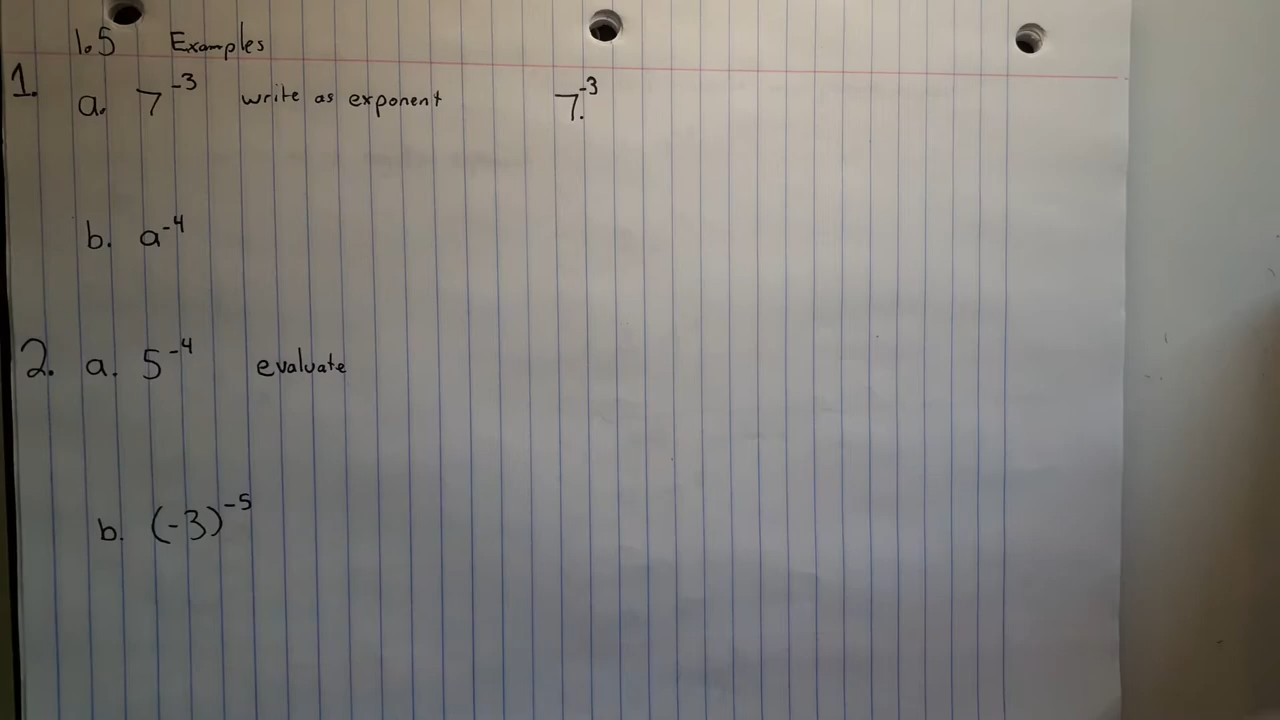 1.5 Examples
1. a. 7⁻³ write as exponent 7.⁻³
b. a⁻⁴
2. a. 5⁻⁴ evaluate
b. (-3)⁻⁵